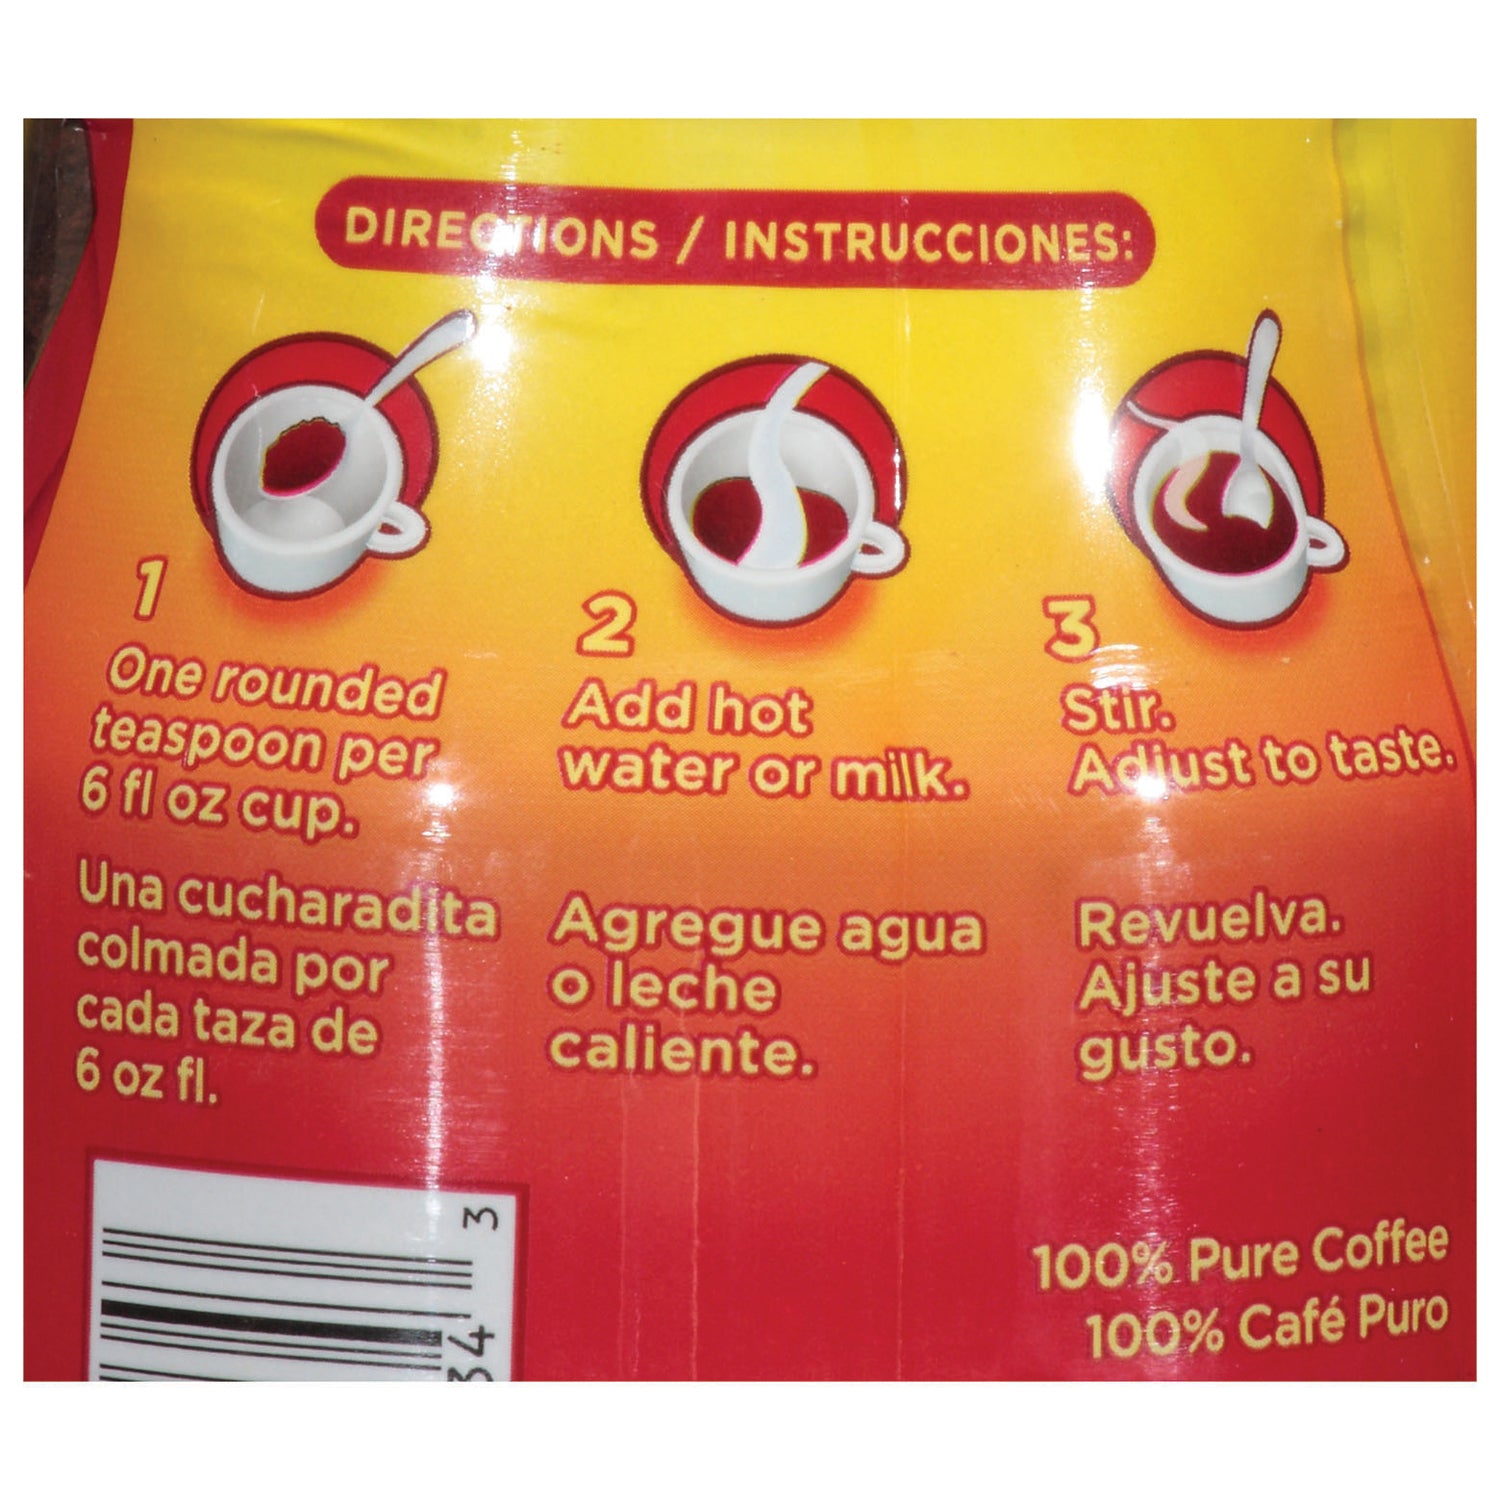 DIRECTIONS / INSTRUCCIONES:
1
One rounded
teaspoon per
6 fl oz cup.
Una cucharadita
colmada por
cada taza de
6 oz fl.
2
Add hot
water or milk.
Agregue agua
o leche
caliente.
3
Stir.
Adjust to taste.
Revuelva.
Ajuste a su
gusto.
100% Pure Coffee
100% Café Puro
34 3